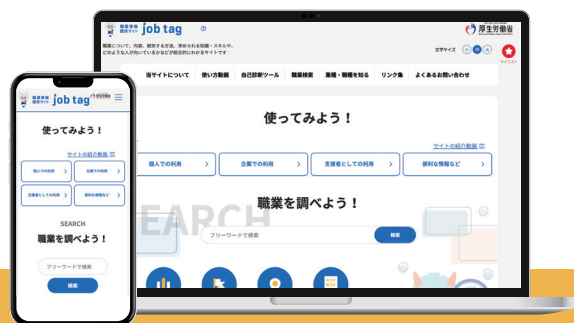 職業情報
job tag
厚生労働省
職業について、内容、就労する方法、求められる知識・スキルや、
どのような人が向いているかなどが総合的にわかるサイトです
文字サイズ 小 中 大
マイリスト
当サイトについて 使い方動画 自己診断ツール 職業検索 業種・職種を知る リンク集 よくあるお問い合わせ
使ってみよう！
サイトの紹介動画
個人での利用 企業での利用 支援者としての利用 便利な情報など
SEARCH
職業を調べよう！
フリーワードで検索 検索
job tag
使ってみよう！
サイトの紹介動画
個人での利用 企業での利用
支援者としての利用 便利な情報など
SEARCH
職業を調べよう！
フリーワードで検索
検索